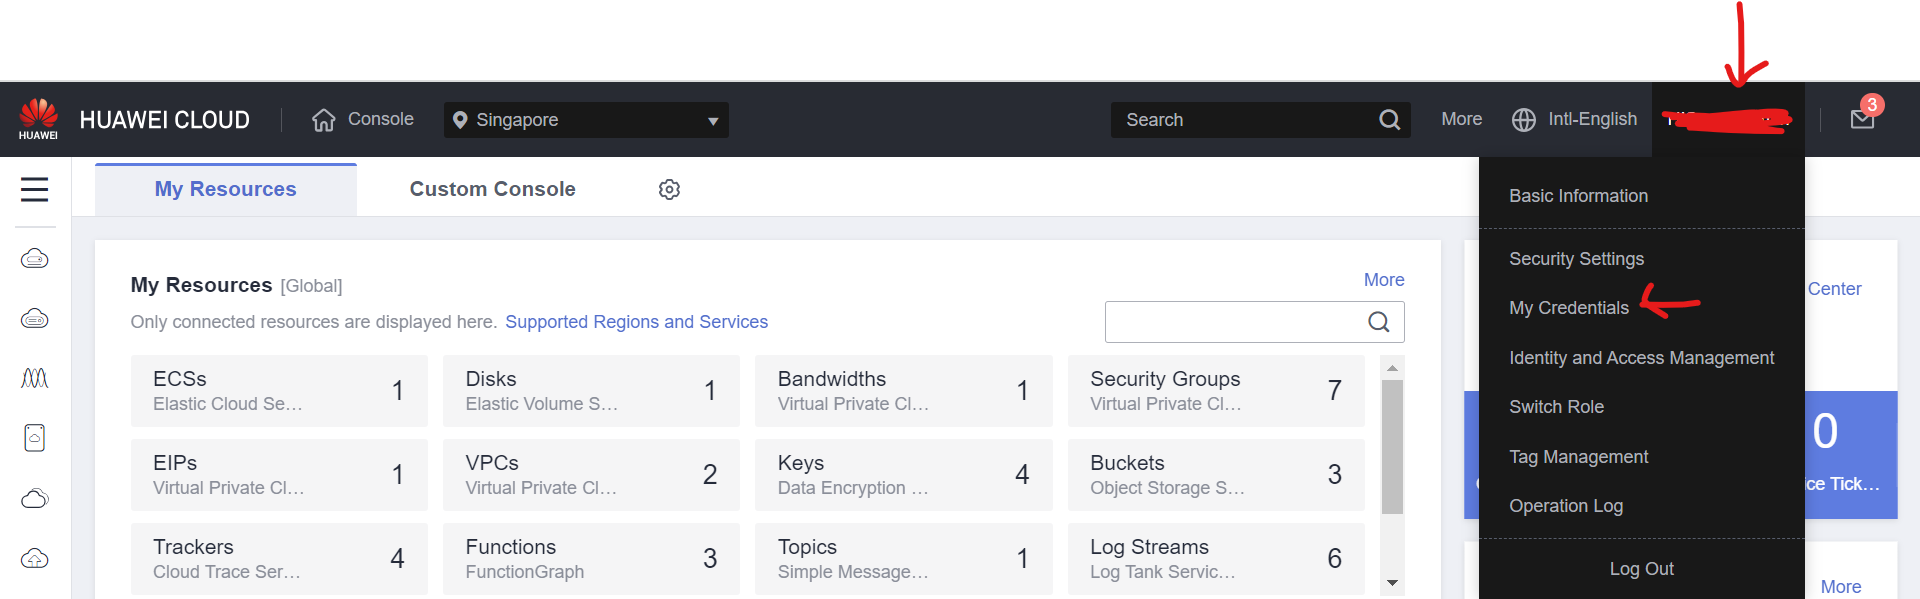 HUAWEI
HUAWEI CLOUD
Console
Singapore
Search
More
Intl-English
3
My Resources
Custom Console
Basic Information
Security Settings
My Credentials
Identity and Access Management
Switch Role
Tag Management
Operation Log
Log Out
My Resources [Global]
More
Only connected resources are displayed here. Supported Regions and Services
ECSs
Elastic Cloud Se...
1
Disks
Elastic Volume S...
1
Bandwidths
Virtual Private Cl...
1
Security Groups
Virtual Private Cl...
7
EIPs
Virtual Private Cl...
1
VPCs
Virtual Private Cl...
2
Keys
Data Encryption ...
4
Buckets
Object Storage S...
3
Trackers
Cloud Trace Ser...
4
Functions
FunctionGraph
3
Topics
Simple Message...
1
Log Streams
Log Tank Servic...
6
Center
0
ice Tick...
More